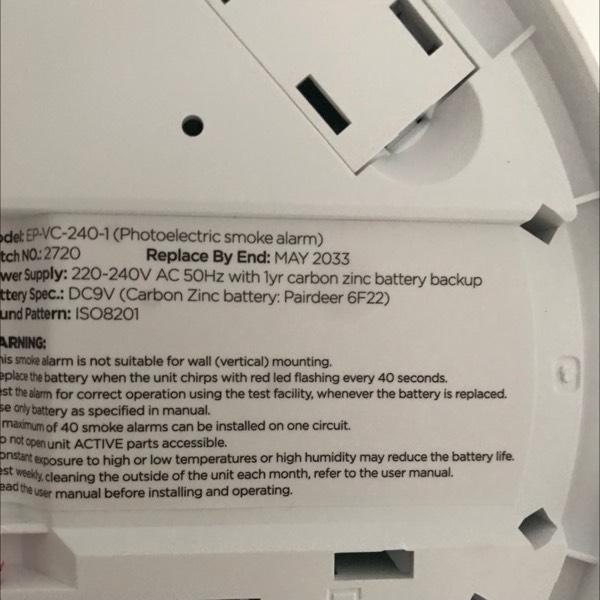 odel: EP-VC-240-1 (Photoelectric smoke alarm)
tch NO.: 2720 Replace By End: MAY 2033
wer Supply: 220-240V AC 50Hz with 1yr carbon zinc battery backup
ttery Spec.: DC9V (Carbon Zinc battery: Pairdeer 6F22)
und Pattern: ISO8201
ARNING:
his smoke alarm is not suitable for wall (vertical) mounting.
eplace the battery when the unit chirps with red led flashing every 40 seconds.
est the alarm for correct operation using the test facility, whenever the battery is replaced.
se only battery as specified in manual.
maximum of 40 smoke alarms can be installed on one circuit.
o not open unit ACTIVE parts accessible.
onstant exposure to high or low temperatures or high humidity may reduce the battery life.
est weekly, cleaning the outside of the unit each month, refer to the user manual.
ead the user manual before installing and operating.